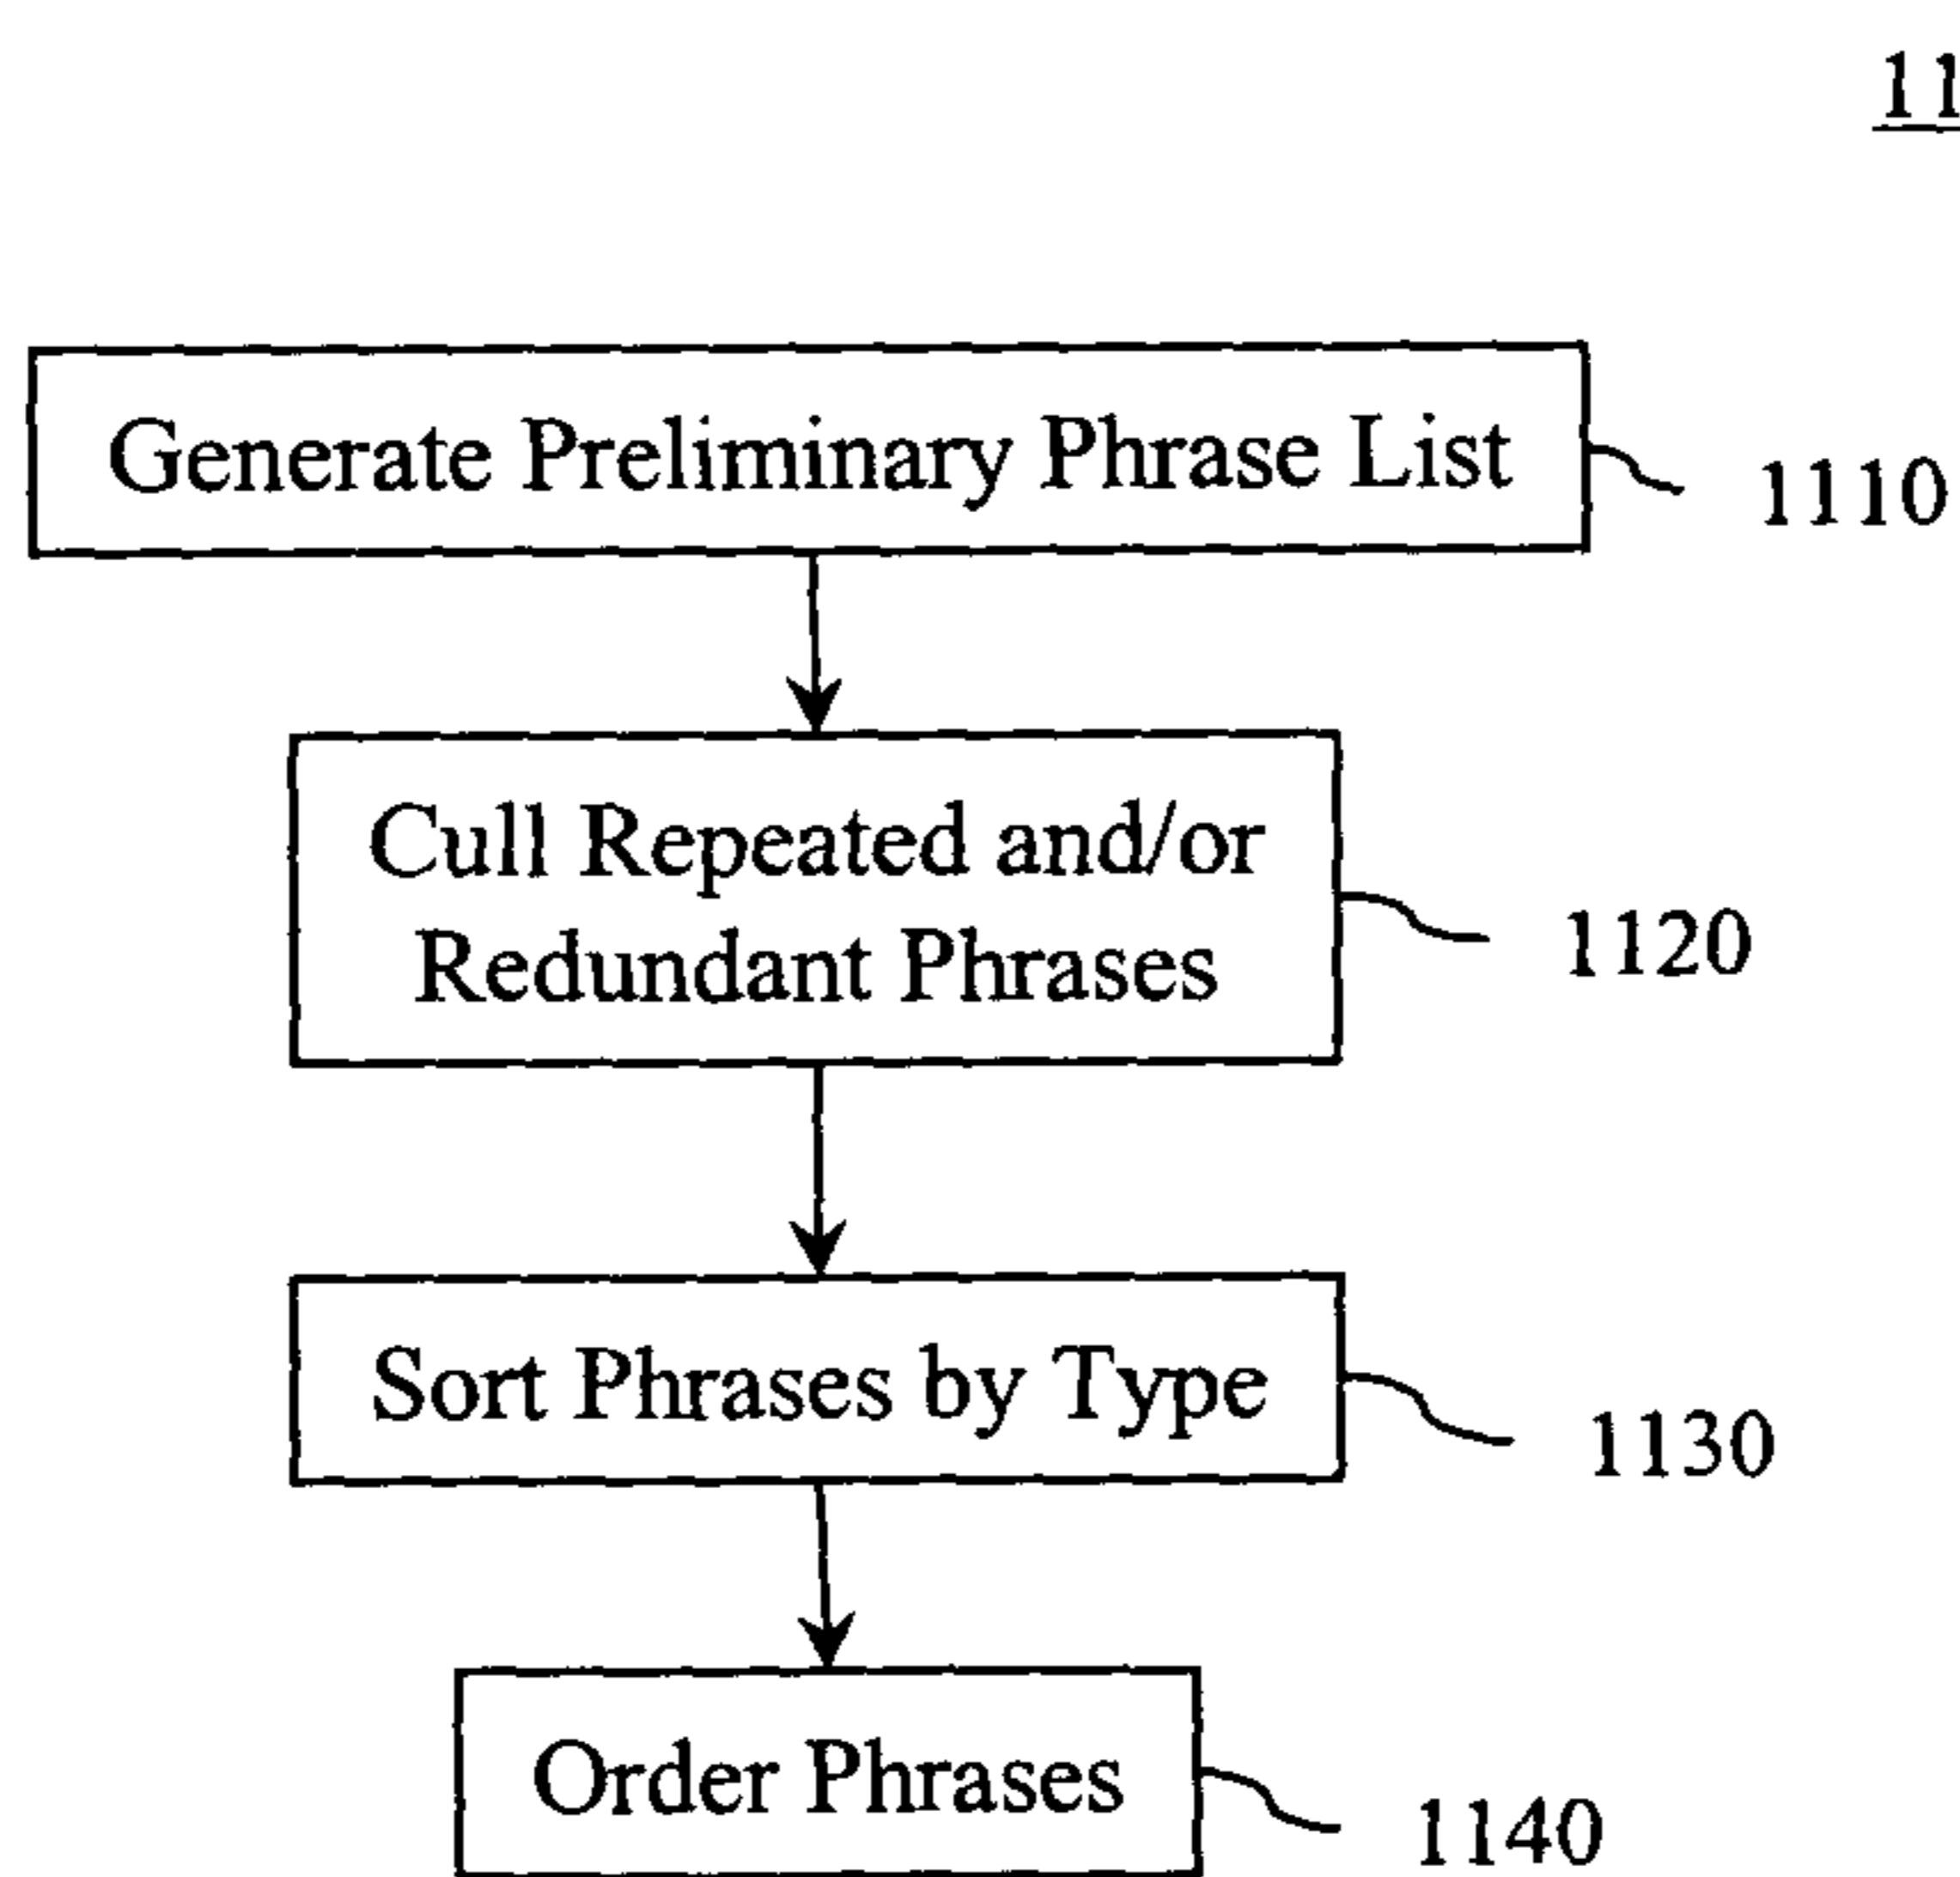 Generate Preliminary Phrase List
1110
Cull Repeated and/or
Redundant Phrases
1120
Sort Phrases by Type
1130
Order Phrases
1140